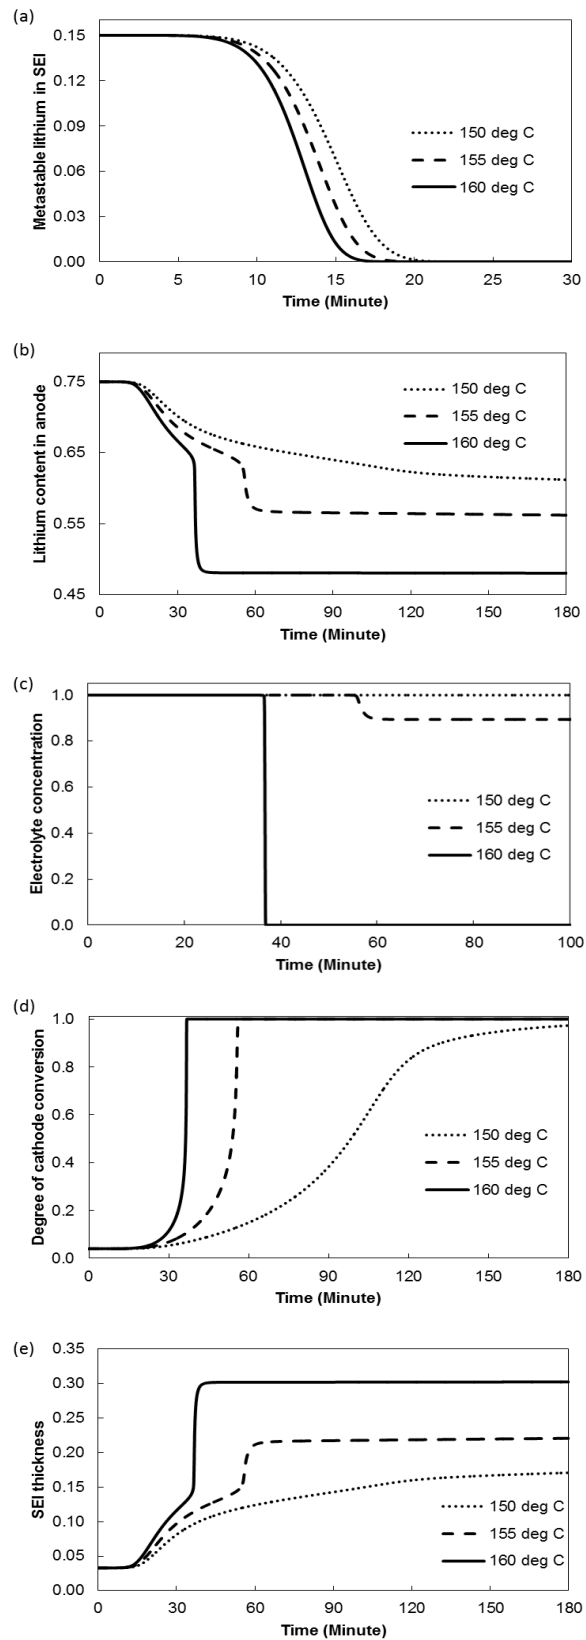 (a)
Metastable lithium in SEI
0.15
0.12
0.09
0.06
0.03
0.00
150 deg C
155 deg C
160 deg C
0 5 10 15 20 25 30
Time (Minute)
(b)
Lithium content in anode
0.75
0.65
0.55
0.45
150 deg C
155 deg C
160 deg C
0 30 60 90 120 150 180
Time (Minute)
(c)
Electrolyte concentration
1.0
0.8
0.6
0.4
0.2
0.0
150 deg C
155 deg C
160 deg C
0 20 40 60 80 100
Time (Minute)
(d)
Degree of cathode conversion
1.0
0.8
0.6
0.4
0.2
0.0
150 deg C
155 deg C
160 deg C
0 30 60 90 120 150 180
Time (Minute)
(e)
SEI thickness
0.35
0.30
0.25
0.20
0.15
0.10
0.05
0.00
150 deg C
155 deg C
160 deg C
0 30 60 90 120 150 180
Time (Minute)